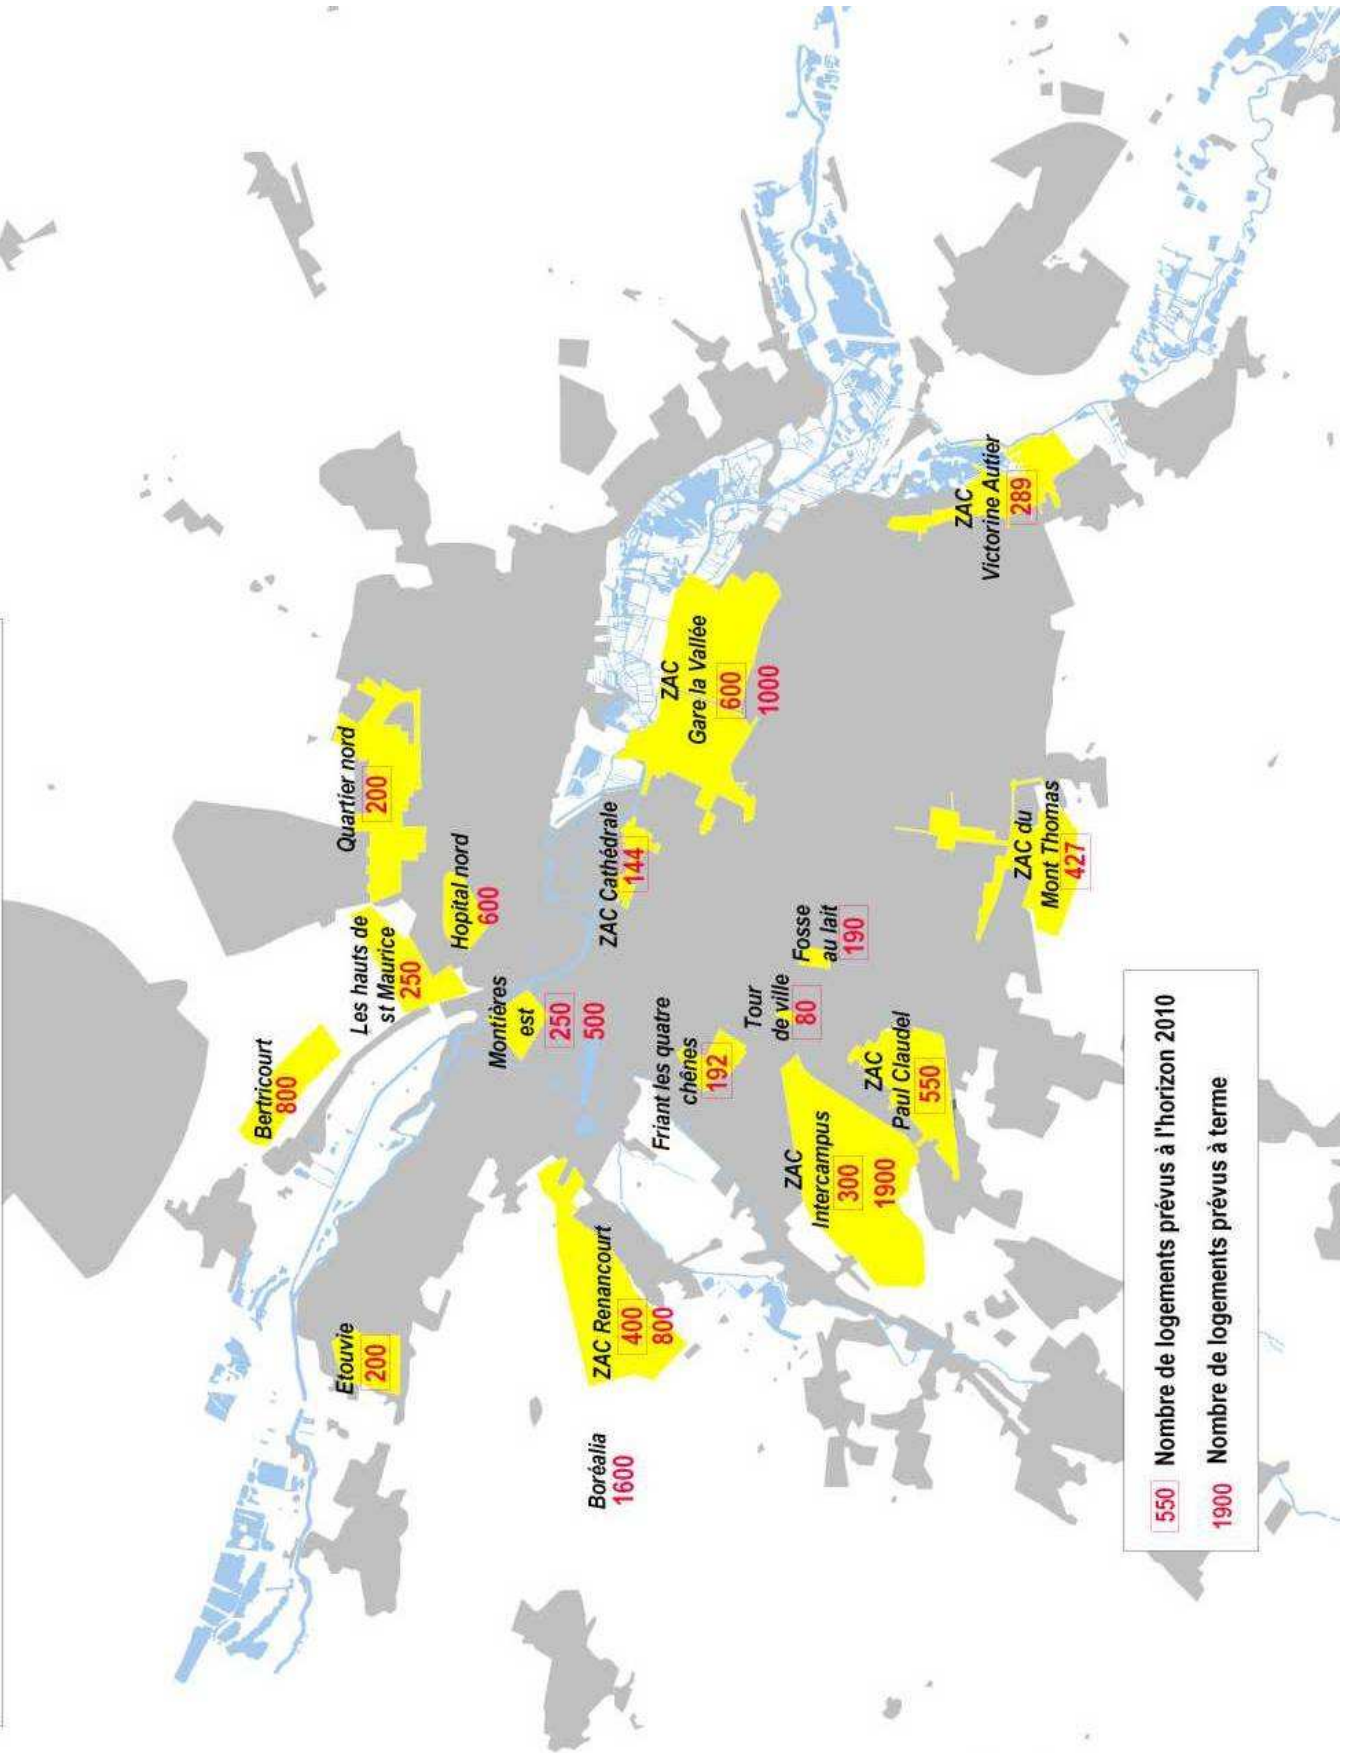 Bertricourt
800
Les hauts de
st Maurice
250
Quartier nord
200
Hopital nord
600
Etouvie
200
Montières
est
250
500
ZAC Cathédrale
144
ZAC
Gare la Vallée
600
1000
Boréalia
1600
ZAC Renancourt
400
800
Friant les quatre
chênes
192
Tour
de ville
80
Fosse
au lait
190
ZAC
Intercampus
300
1900
ZAC
Paul Claudel
550
ZAC du
Mont Thomas
427
ZAC
Victorine Autier
289
550 Nombre de logements prévus à l'horizon 2010
1900 Nombre de logements prévus à terme